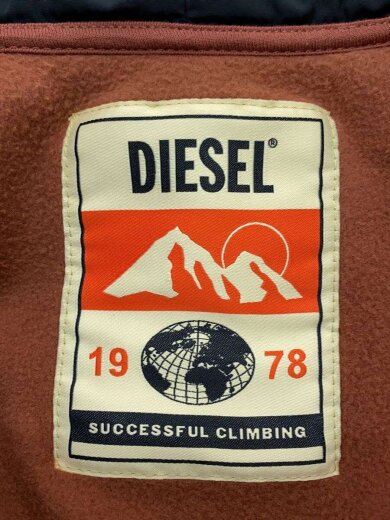 DIESEL®
19 78
SUCCESSFUL CLIMBING